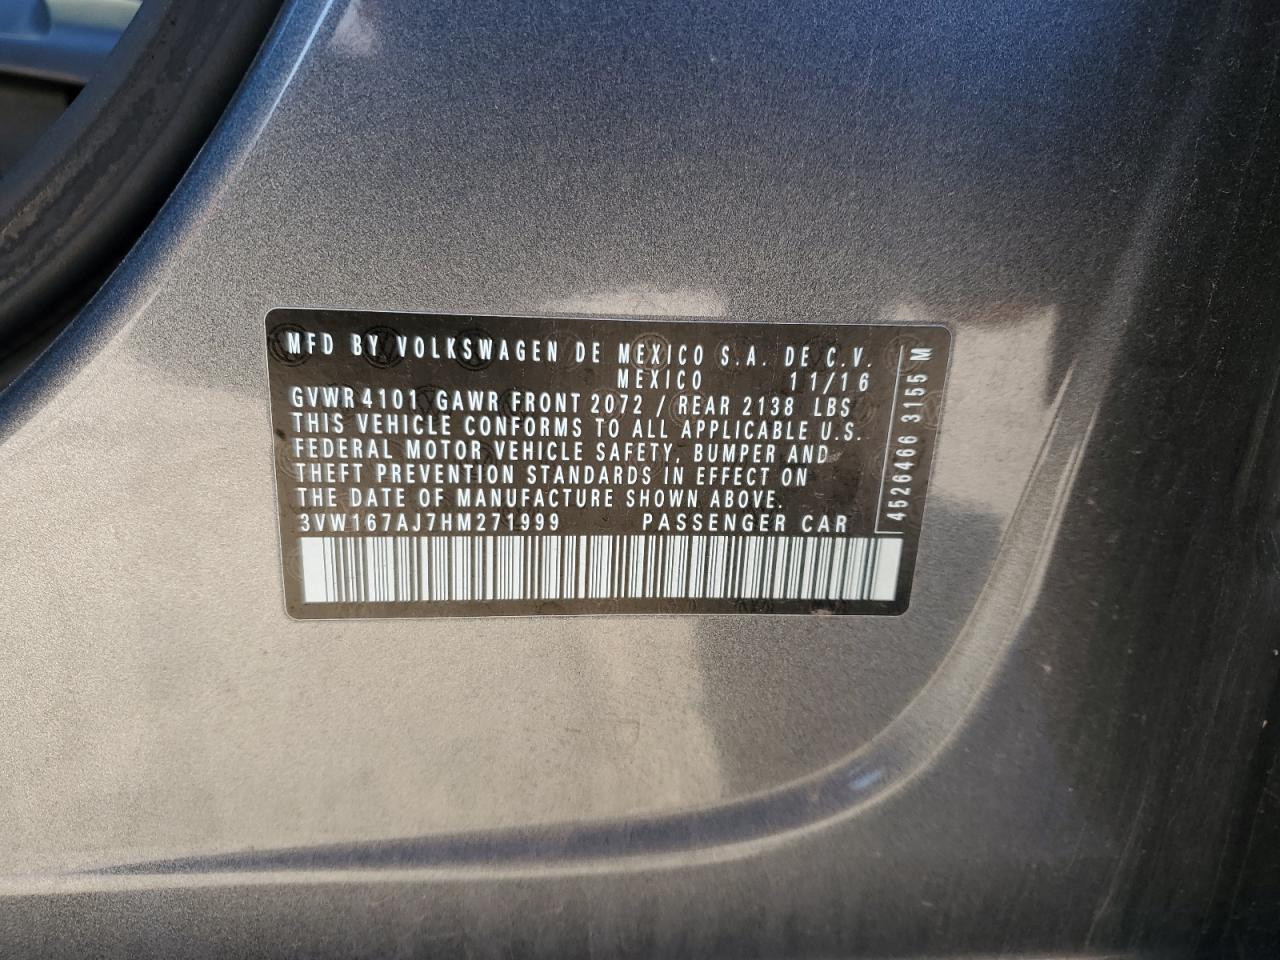 MFD BY VOLKSWAGEN DE MEXICO S.A. DE C.V.
MEXICO 11/16
GVWR 4101 GAWR FRONT 2072 / REAR 2138 LBS
THIS VEHICLE CONFORMS TO ALL APPLICABLE U.S.
FEDERAL MOTOR VEHICLE SAFETY, BUMPER AND
THEFT PREVENTION STANDARDS IN EFFECT ON
THE DATE OF MANUFACTURE SHOWN ABOVE.
3VW167AJ7HM271999 PASSENGER CAR
4526466 3155 M